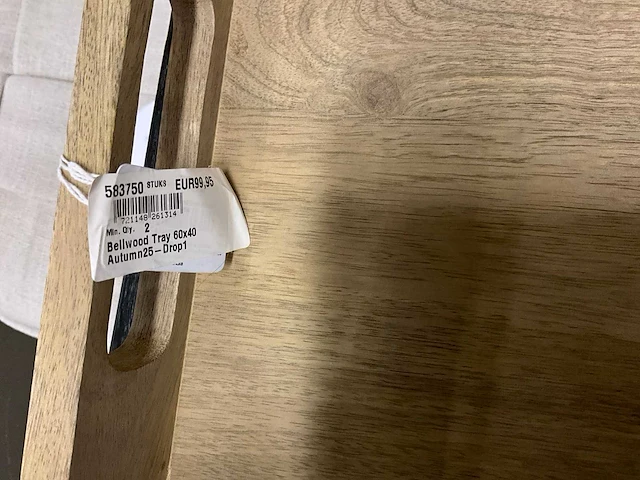 583750 STUKS EUR99,95
721148 261314
Min. Qty. 2
Bellwood Tray 60x40
Autumn25-Drop1